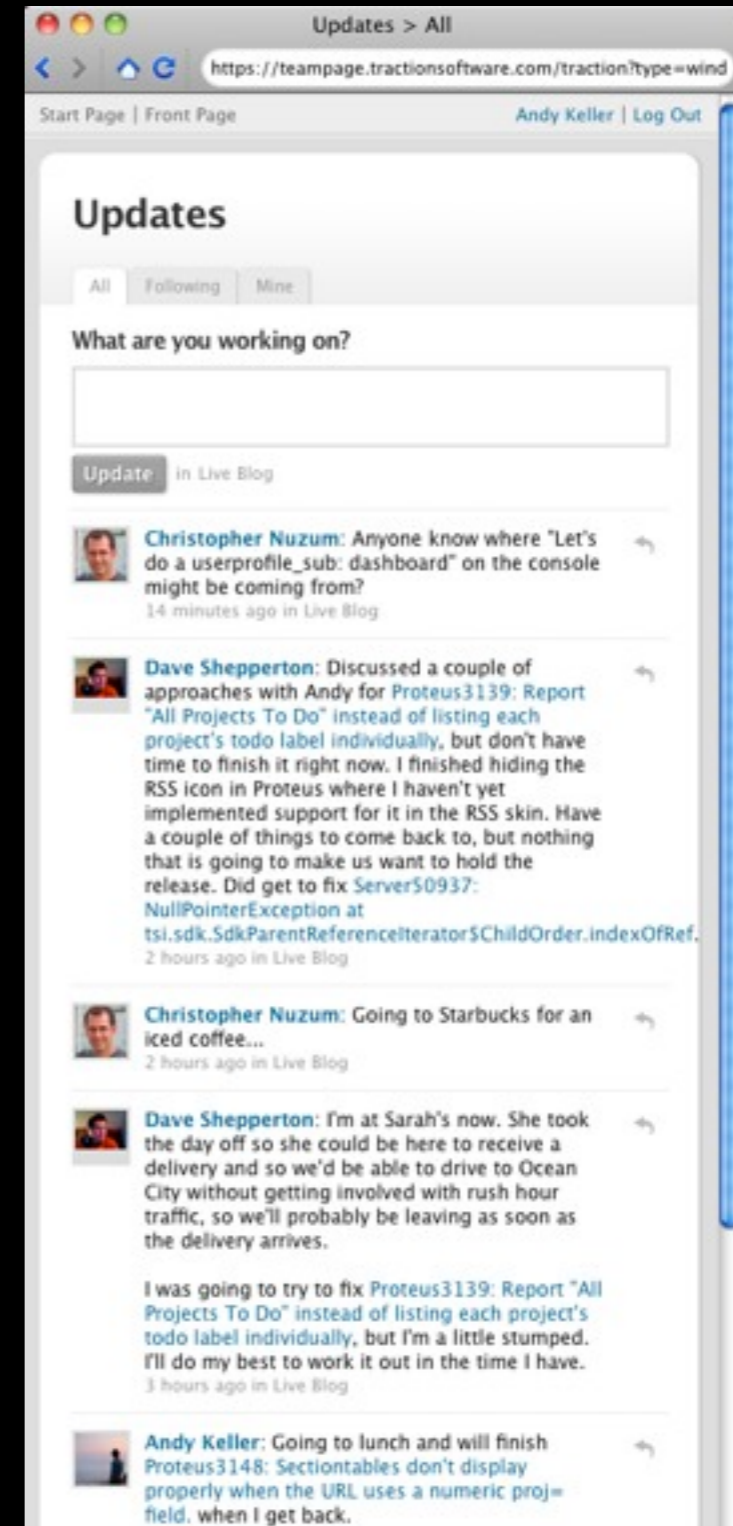 Updates > All
https://teampage.tractionsoftware.com/traction?type=wind
Start Page | Front Page
Andy Keller | Log Out
Updates
All
Following
Mine
What are you working on?
Update
in Live Blog
Christopher Nuzum: Anyone know where "Let's
do a userprofile_sub: dashboard" on the console
might be coming from?
14 minutes ago in Live Blog
Dave Shepperton: Discussed a couple of
approaches with Andy for Proteus3139: Report
"All Projects To Do" instead of listing each
project's todo label individually, but don't have
time to finish it right now. I finished hiding the
RSS icon in Proteus where I haven't yet
implemented support for it in the RSS skin. Have
a couple of things to come back to, but nothing
that is going to make us want to hold the
release. Did get to fix Server50937:
NullPointerException at
tsi.sdk.SdkParentReferenceIterator$ChildOrder.indexOfRef.
2 hours ago in Live Blog
Christopher Nuzum: Going to Starbucks for an
iced coffee...
2 hours ago in Live Blog
Dave Shepperton: I'm at Sarah's now. She took
the day off so she could be here to receive a
delivery and so we'd be able to drive to Ocean
City without getting involved with rush hour
traffic, so we'll probably be leaving as soon as
the delivery arrives.
I was going to try to fix Proteus3139: Report "All
Projects To Do" instead of listing each project's
todo label individually, but I'm a little stumped.
I'll do my best to work it out in the time I have.
3 hours ago in Live Blog
Andy Keller: Going to lunch and will finish
Proteus3148: Sectiontables don't display
properly when the URL uses a numeric proj=
field. when I get back.